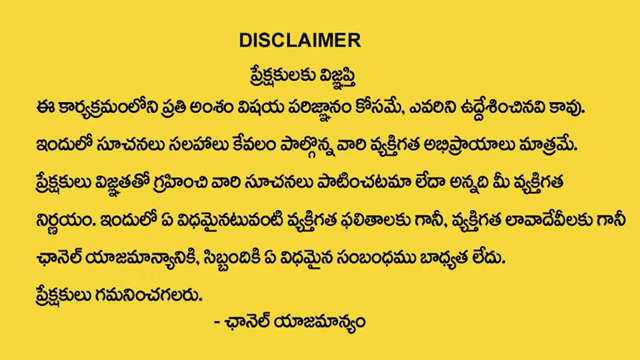 DISCLAIMER
ప్రేక్షకులకు విజ్ఞప్తి
ఈ కార్యక్రమంలోని ప్రతి అంశం విషయ పరిజ్ఞానం కోసమే, ఎవరిని ఉద్దేశించినవి కావు.
ఇందులో సూచనలు సలహాలు కేవలం పాల్గొన్న వారి వ్యక్తిగత అభిప్రాయాలు మాత్రమే.
ప్రేక్షకులు విజ్ఞతతో గ్రహించి వారి సూచనలు పాటించటమా లేదా అన్నది మీ వ్యక్తిగత
నిర్ణయం. ఇందులో ఏ విధమైనటువంటి వ్యక్తిగత ఫలితాలకు గానీ, వ్యక్తిగత లావాదేవీలకు గానీ
ఛానెల్ యాజమాన్యానికి, సిబ్బందికి ఏ విధమైన సంబంధము బాధ్యత లేదు.
ప్రేక్షకులు గమనించగలరు.
- ఛానెల్ యాజమాన్యం